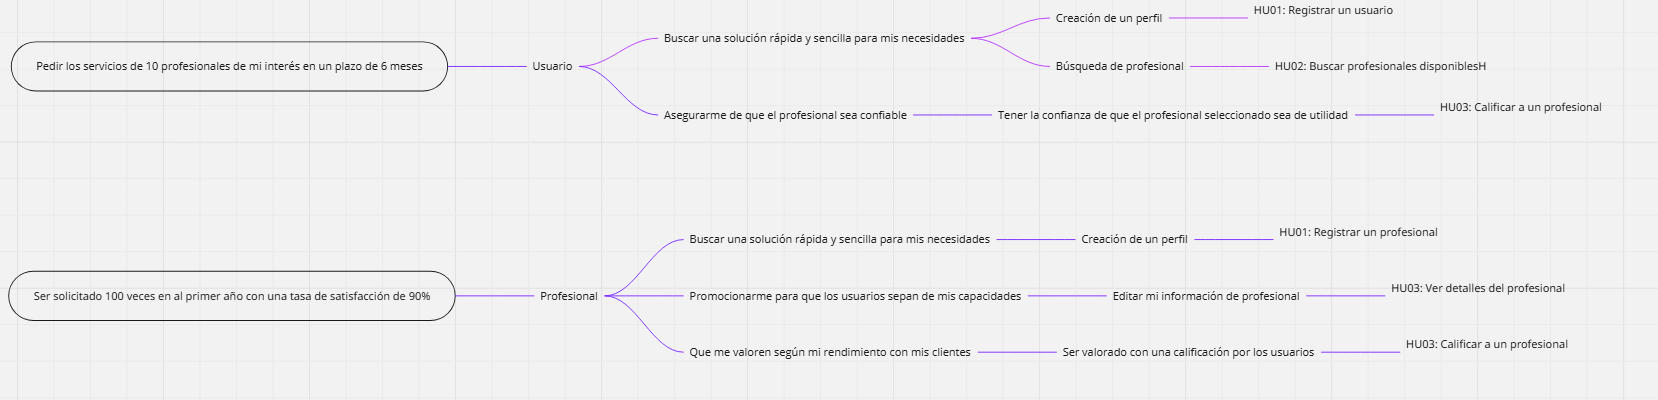 Pedir los servicios de 10 profesionales de mi interés en un plazo de 6 meses
Usuario
Buscar una solución rápida y sencilla para mis necesidades
Creación de un perfil
HU01: Registrar un usuario
Búsqueda de profesional
HU02: Buscar profesionales disponiblesH
Asegurarme de que el profesional sea confiable
Tener la confianza de que el profesional seleccionado sea de utilidad
HU03: Calificar a un profesional
Ser solicitado 100 veces en al primer año con una tasa de satisfacción de 90%
Profesional
Buscar una solución rápida y sencilla para mis necesidades
Creación de un perfil
HU01: Registrar un profesional
Promocionarme para que los usuarios sepan de mis capacidades
Editar mi información de profesional
HU03: Ver detalles del profesional
Que me valoren según mi rendimiento con mis clientes
Ser valorado con una calificación por los usuarios
HU03: Calificar a un profesional